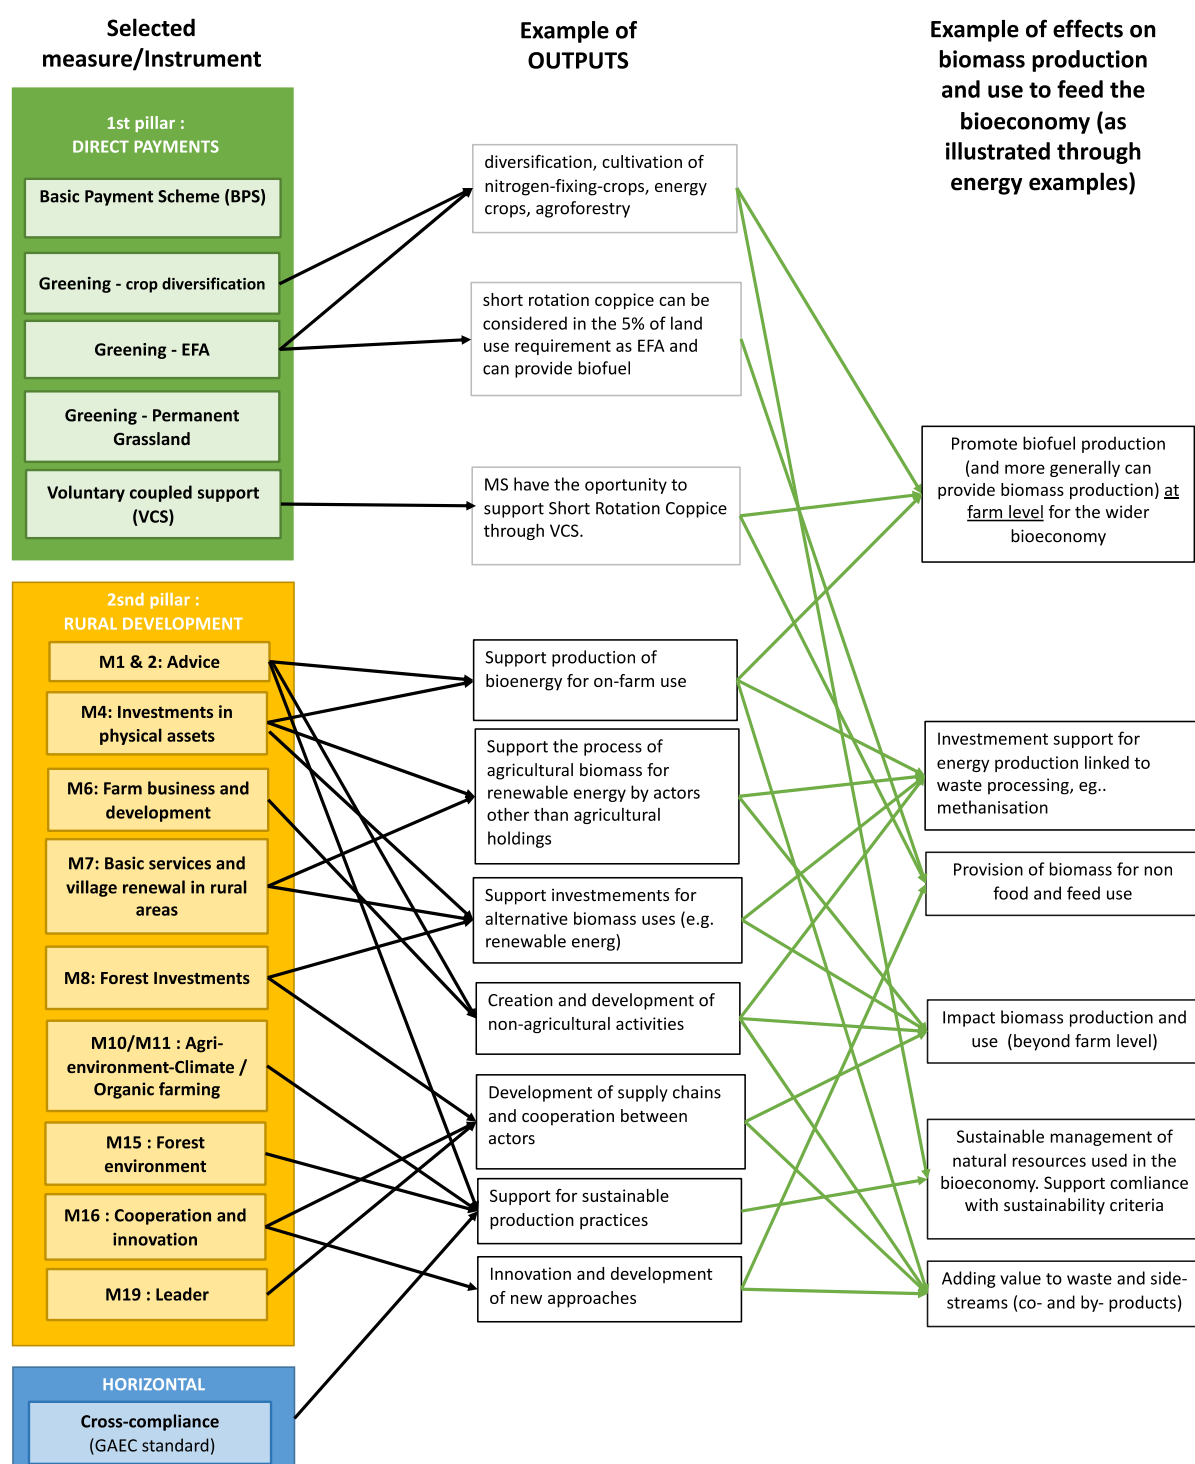 Selected
measure/Instrument
Example of
OUTPUTS
Example of effects on
biomass production
and use to feed the
bioeconomy (as
illustrated through
energy examples)
1st pillar :
DIRECT PAYMENTS
Basic Payment Scheme (BPS)
Greening - crop diversification
Greening - EFA
Greening - Permanent
Grassland
Voluntary coupled support
(VCS)
2snd pillar :
RURAL DEVELOPMENT
M1 & 2: Advice
M4: Investments in
physical assets
M6: Farm business and
development
M7: Basic services and
village renewal in rural
areas
M8: Forest Investments
M10/M11 : Agri-
environment-Climate /
Organic farming
M15 : Forest
environment
M16 : Cooperation and
innovation
M19 : Leader
HORIZONTAL
Cross-compliance
(GAEC standard)
diversification, cultivation of
nitrogen-fixing-crops, energy
crops, agroforestry
short rotation coppice can be
considered in the 5% of land
use requirement as EFA and
can provide biofuel
MS have the oportunity to
support Short Rotation Coppice
through VCS.
Support production of
bioenergy for on-farm use
Support the process of
agricultural biomass for
renewable energy by actors
other than agricultural
holdings
Support investmements for
alternative biomass uses (e.g.
renewable energ)
Creation and development of
non-agricultural activities
Development of supply chains
and cooperation between
actors
Support for sustainable
production practices
Innovation and development
of new approaches
Promote biofuel production
(and more generally can
provide biomass production) at
farm level for the wider
bioeconomy
Investmement support for
energy production linked to
waste processing, eg..
methanisation
Provision of biomass for non
food and feed use
Impact biomass production and
use (beyond farm level)
Sustainable management of
natural resources used in the
bioeconomy. Support comliance
with sustainability criteria
Adding value to waste and side-
streams (co- and by- products)